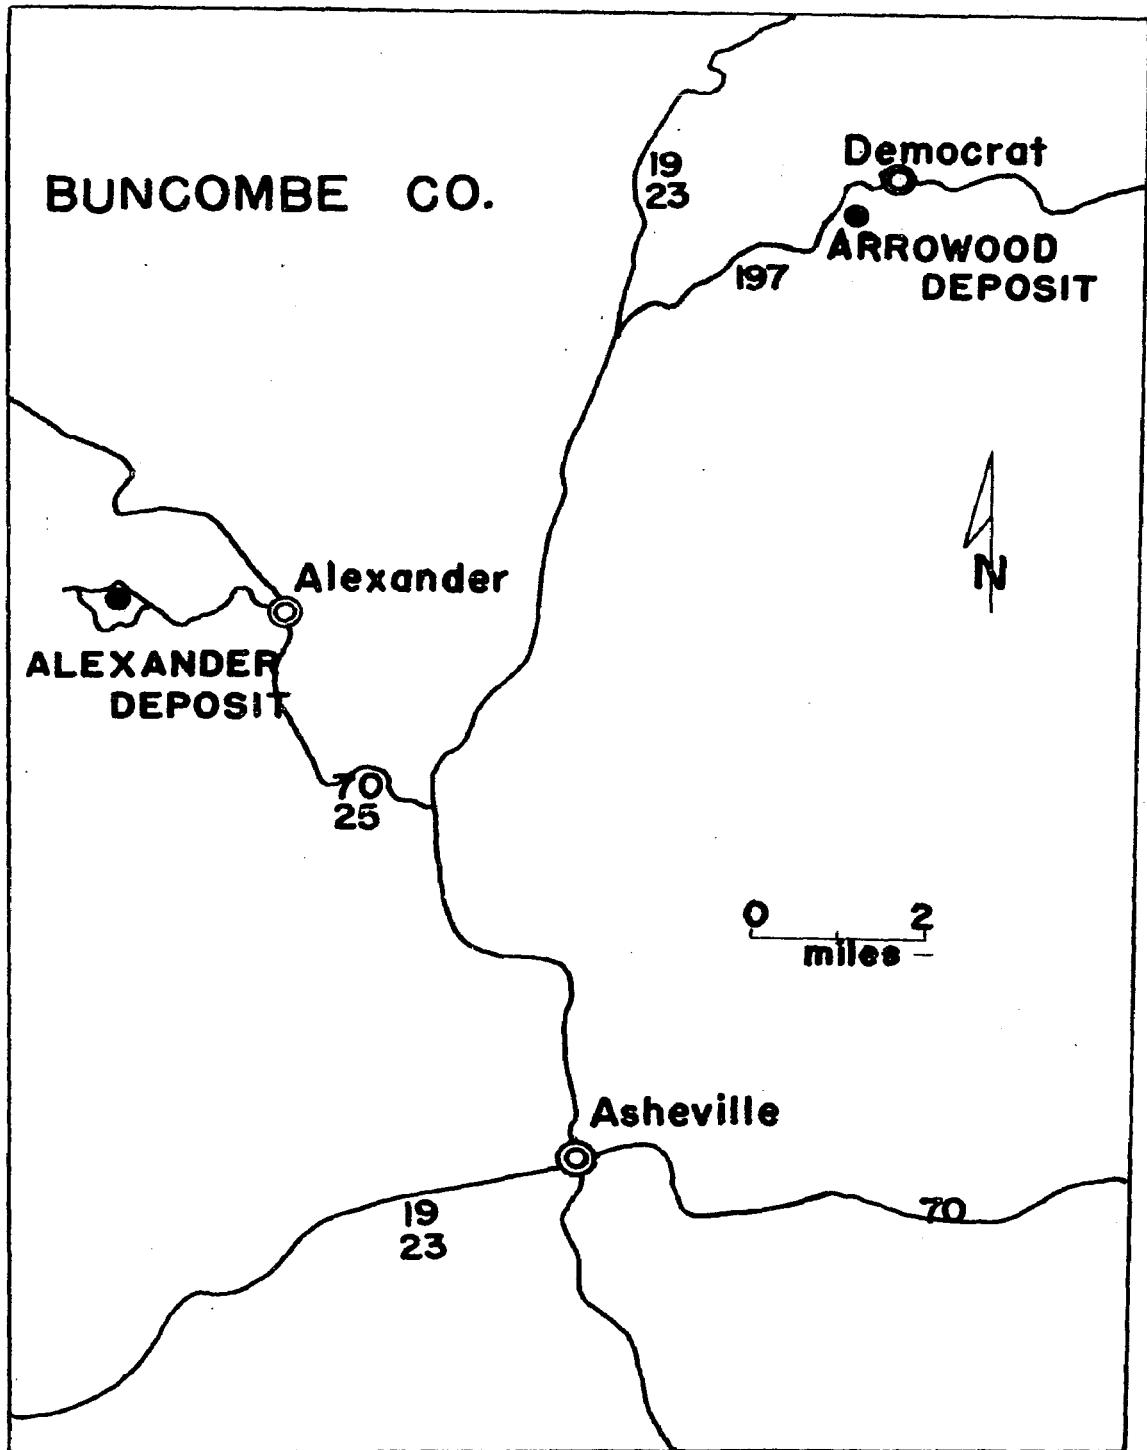 BUNCOMBE CO.
19
23
Democrat
ARROWOOD
DEPOSIT
197
N
Alexander
ALEXANDER
DEPOSIT
70
25
0 2
miles
Asheville
19
23
70